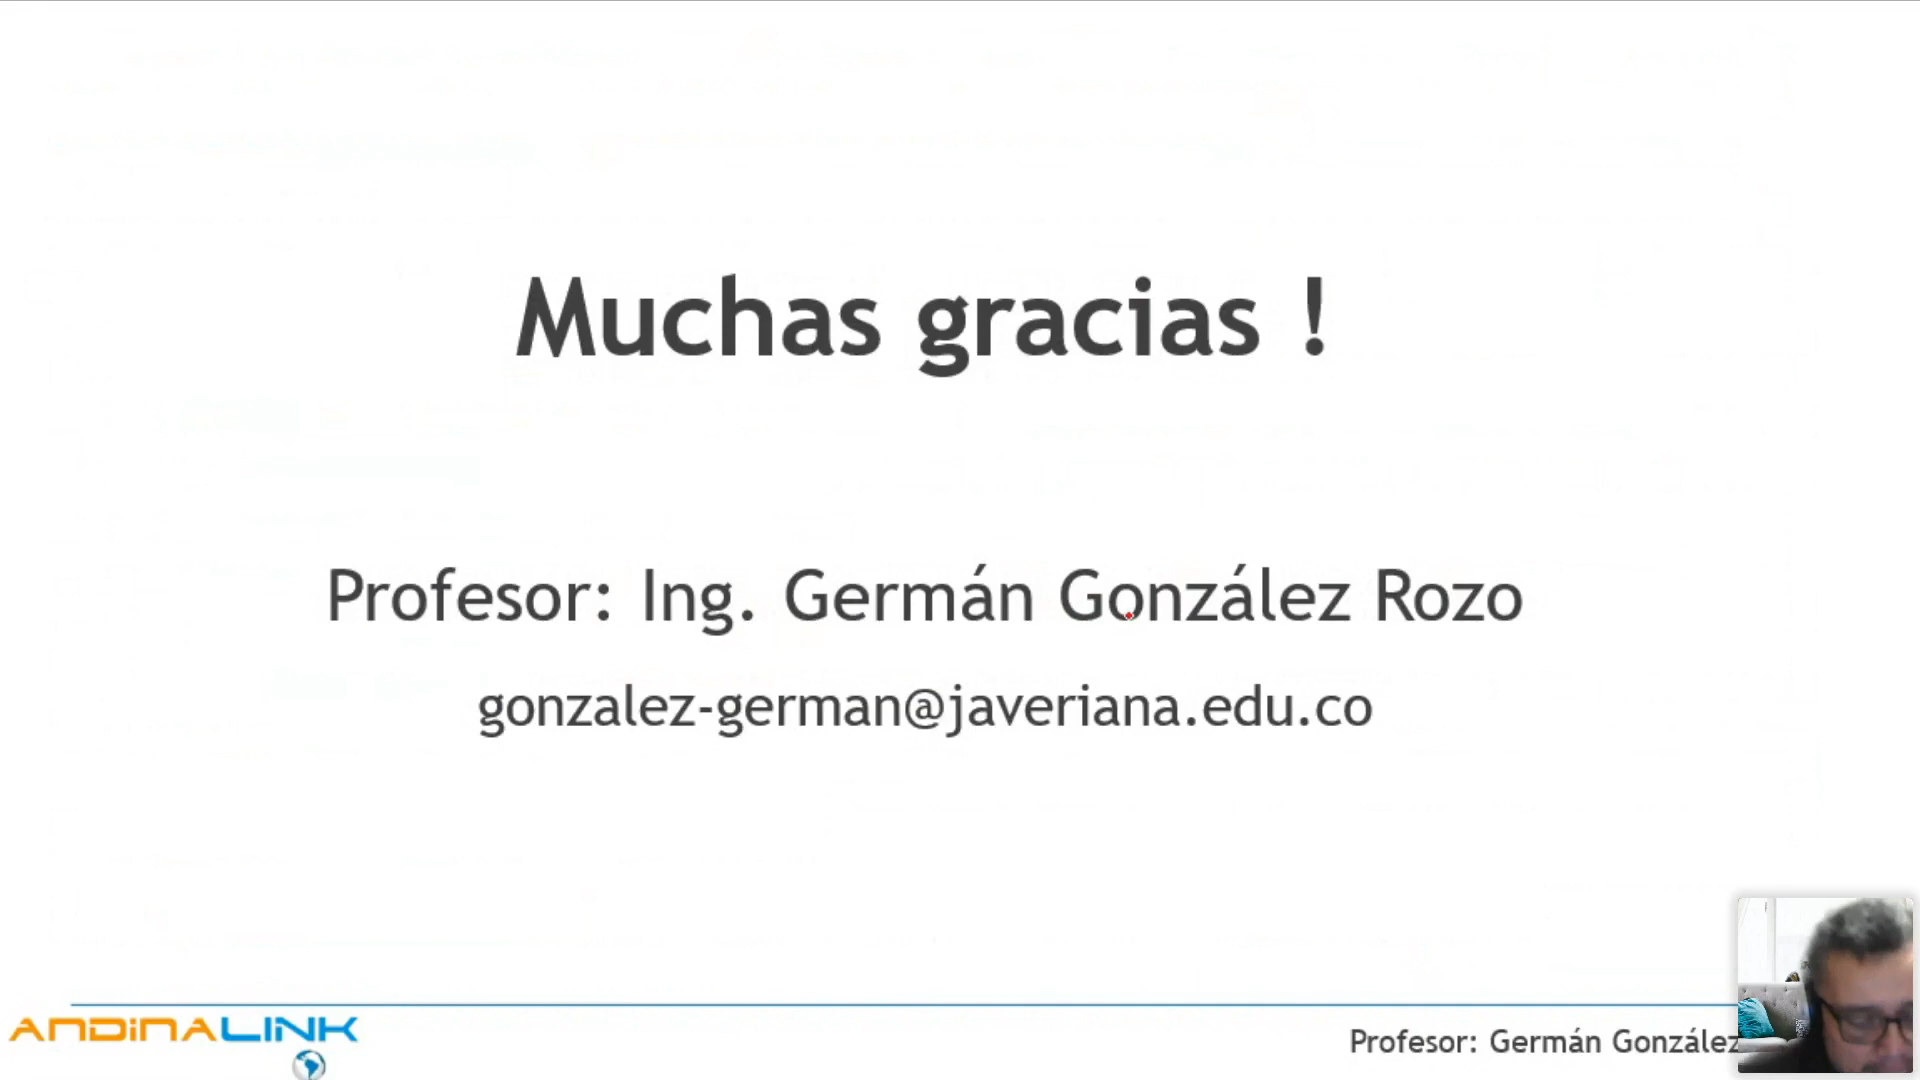 Muchas gracias !
Profesor: Ing. Germán González Rozo
gonzalez-german@javeriana.edu.co
ANDINALINK
Profesor: Germán González